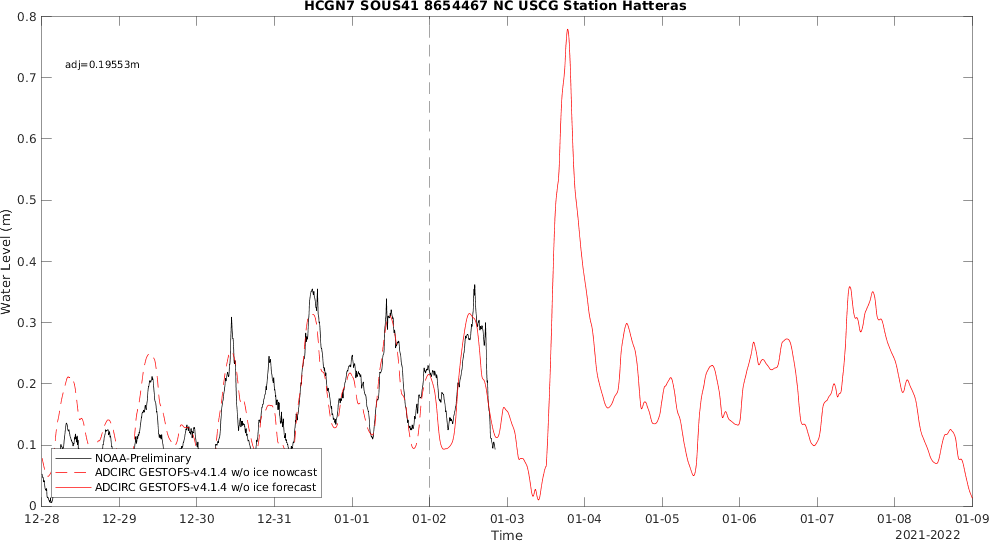 HCGN7 SOUS41 8654467 NC USCG Station Hatteras
adj=0.19553m
0.8
0.7
0.6
0.5
0.4
0.3
0.2
0.1
0
Water Level (m)
NOAA-Preliminary
ADCIRC GESTOFS-v4.1.4 w/o ice nowcast
ADCIRC GESTOFS-v4.1.4 w/o ice forecast
12-28 12-29 12-30 12-31 01-01 01-02 01-03 01-04 01-05 01-06 01-07 01-08 01-09
Time
2021-2022